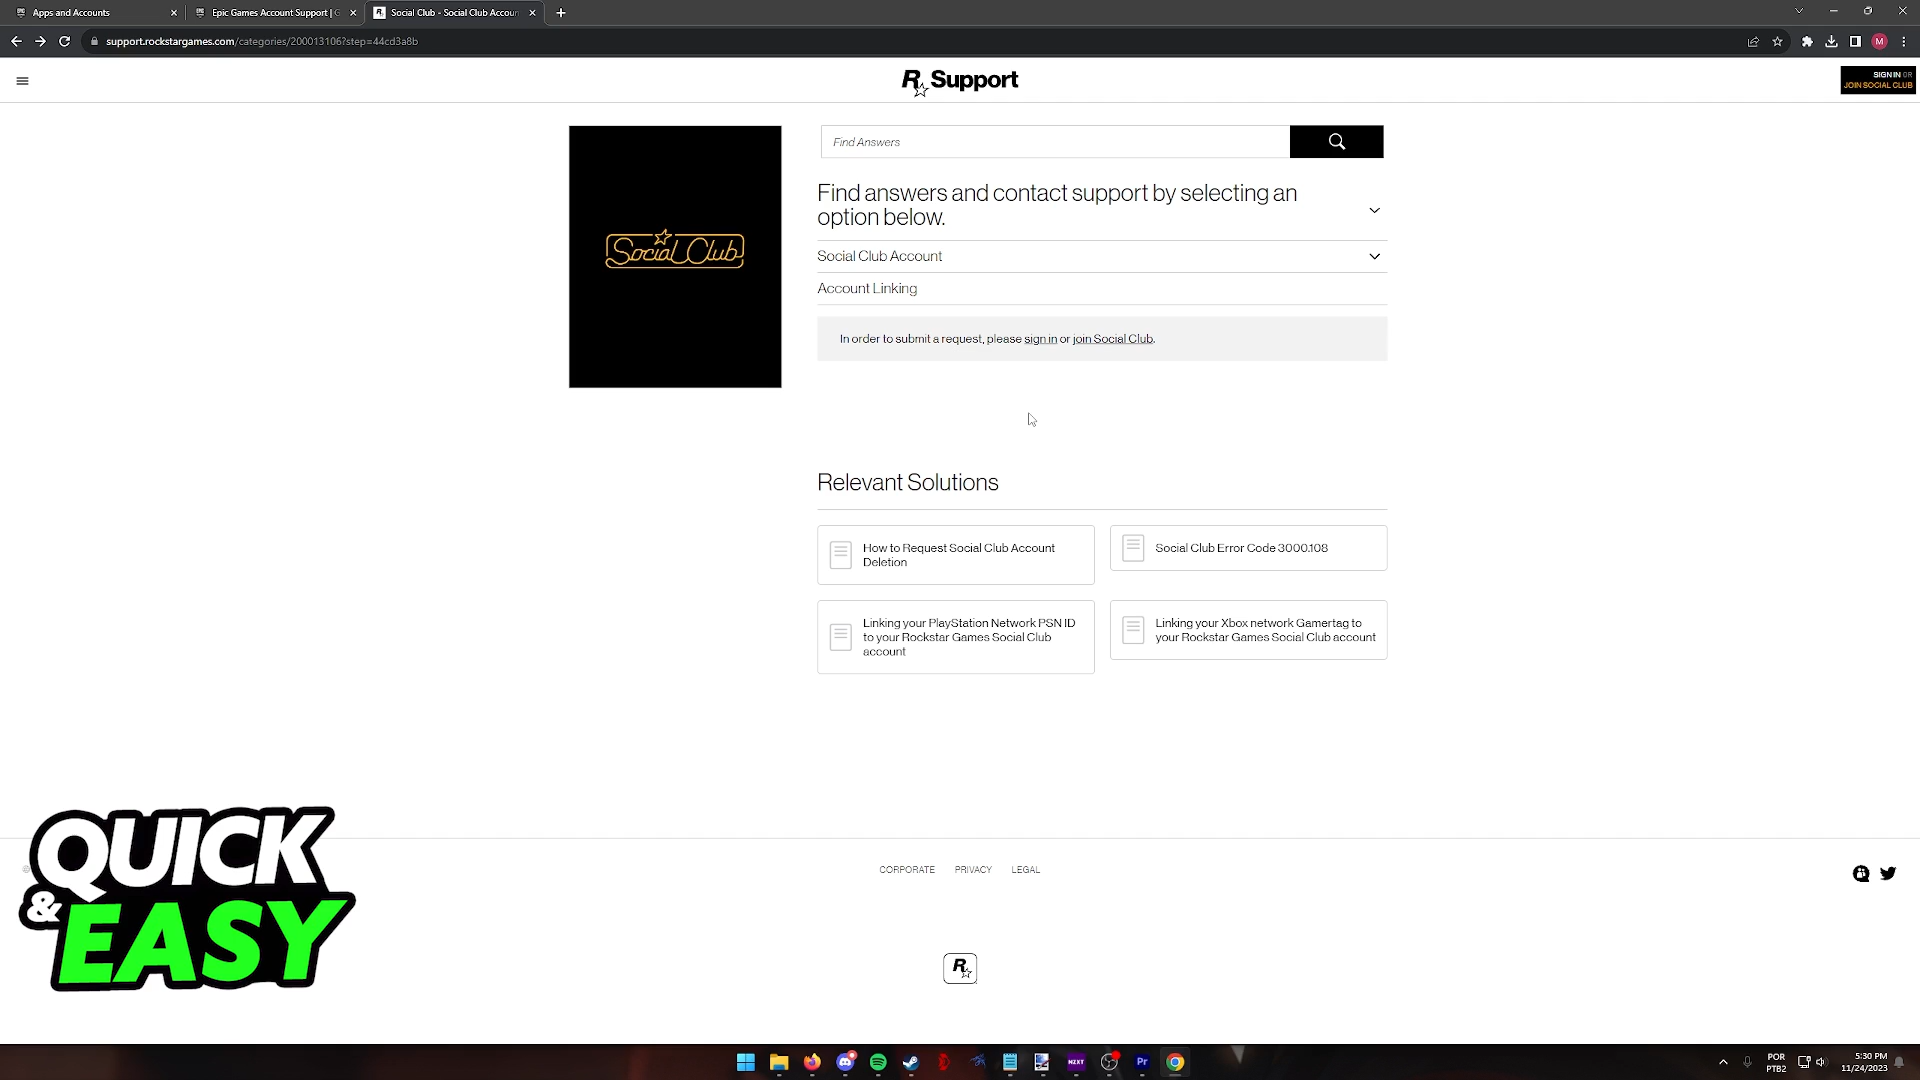 Apps and Accounts
Epic Games Account Support | G
Social Club - Social Club Accoun
support.rockstargames.com/categories/200013106?step=44cd3a8b
M
R Support
SIGN IN OR
JOIN SOCIAL CLUB
Find Answers
Social Club
Find answers and contact support by selecting an
option below.
Social Club Account
Account Linking
In order to submit a request, please sign in or join Social Club.
Relevant Solutions
How to Request Social Club Account
Deletion
Social Club Error Code 3000.108
Linking your PlayStation Network PSN ID
to your Rockstar Games Social Club
account
Linking your Xbox network Gamertag to
your Rockstar Games Social Club account
QUICK
& EASY
CORPORATE PRIVACY LEGAL
R
NZXT
Pr
POR
PTB2
5:30 PM
11/24/2023